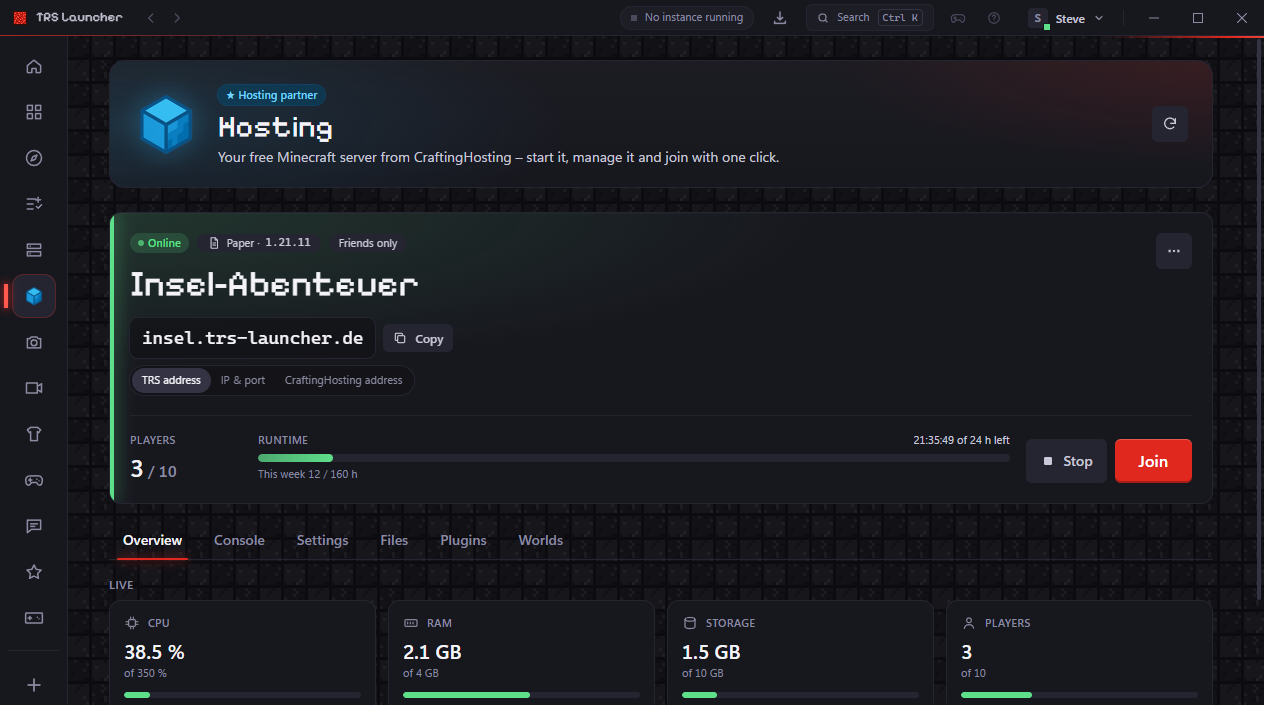 TRS Launcher
No instance running
Search Ctrl K
S Steve
★ Hosting partner
Hosting
Your free Minecraft server from CraftingHosting – start it, manage it and join with one click.
Online Paper · 1.21.11 Friends only
Insel-Abenteuer
insel.trs-launcher.de Copy
TRS address IP & port CraftingHosting address
PLAYERS
3 / 10
RUNTIME 21:35:49 of 24 h left
This week 12 / 160 h
Stop Join
Overview Console Settings Files Plugins Worlds
LIVE
CPU
38.5 %
of 350 %
RAM
2.1 GB
of 4 GB
STORAGE
1.5 GB
of 10 GB
PLAYERS
3
of 10